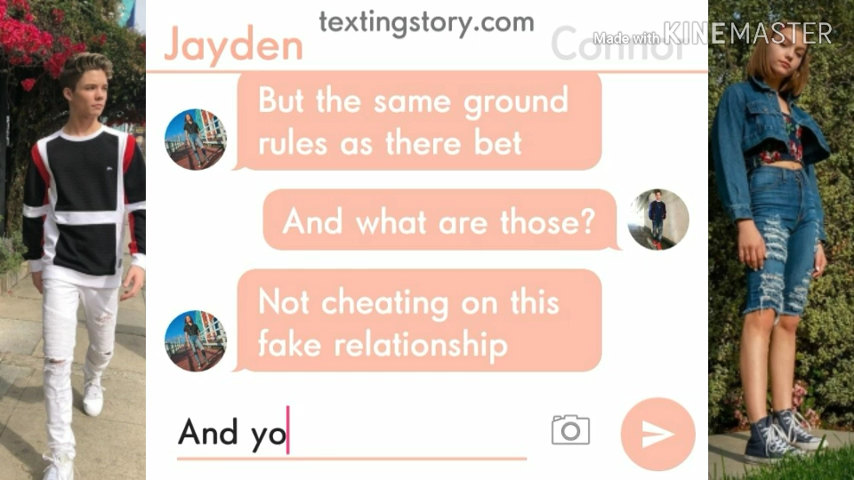 textingstory.com
Jayden
Connor
Made with KINEMASTER
But the same ground
rules as there bet
And what are those?
Not cheating on this
fake relationship
And yo